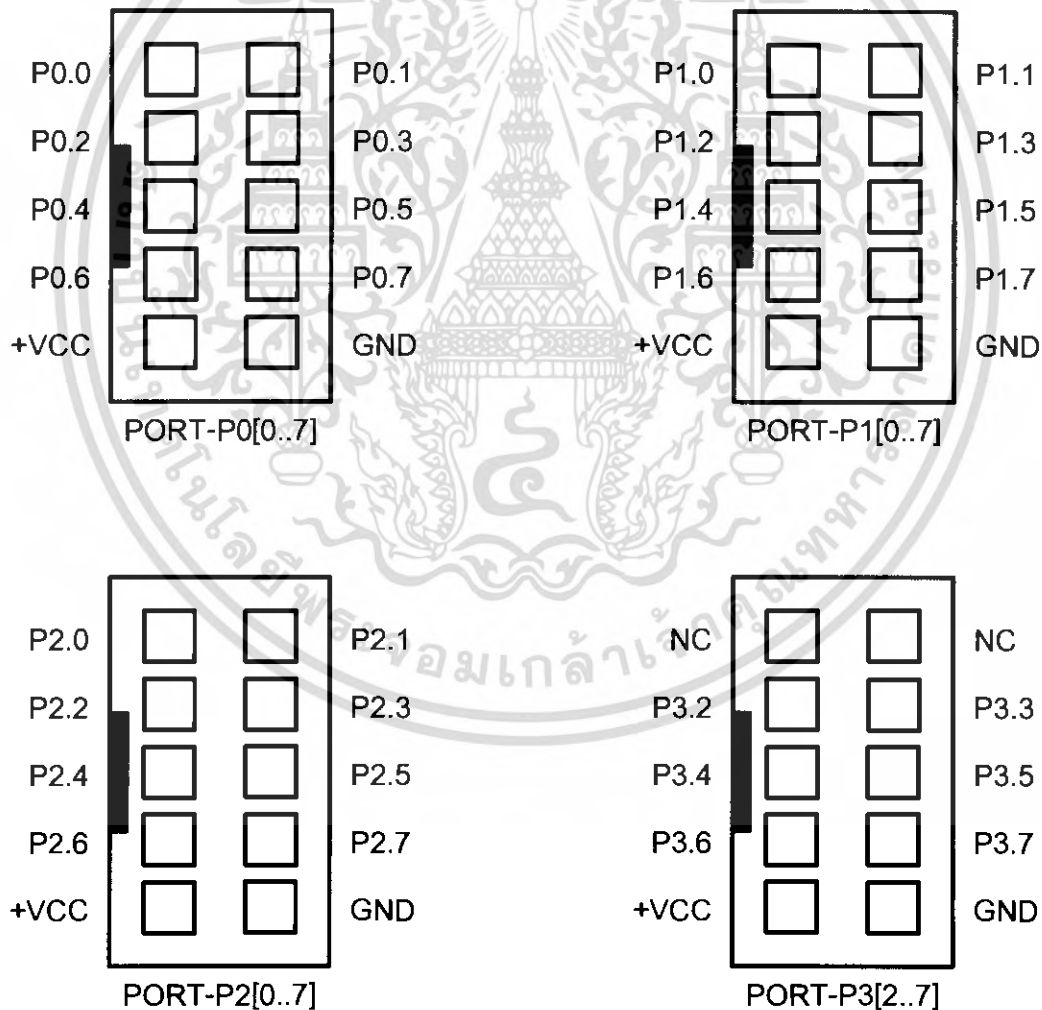 P0.0 P0.1
P0.2 P0.3
P0.4 P0.5
P0.6 P0.7
+VCC GND
PORT-P0[0..7]
P1.0 P1.1
P1.2 P1.3
P1.4 P1.5
P1.6 P1.7
+VCC GND
PORT-P1[0..7]
P2.0 P2.1
P2.2 P2.3
P2.4 P2.5
P2.6 P2.7
+VCC GND
PORT-P2[0..7]
NC NC
P3.2 P3.3
P3.4 P3.5
P3.6 P3.7
+VCC GND
PORT-P3[2..7]